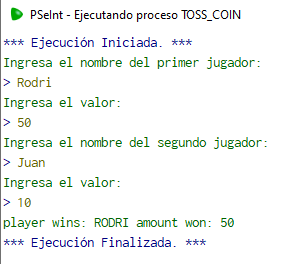 PSeInt - Ejecutando proceso TOSS_COIN
*** Ejecución Iniciada. ***
Ingresa el nombre del primer jugador:
> Rodri
Ingresa el valor:
> 50
Ingresa el nombre del segundo jugador:
> Juan
Ingresa el valor:
> 10
player wins: RODRI amount won: 50
*** Ejecución Finalizada. ***